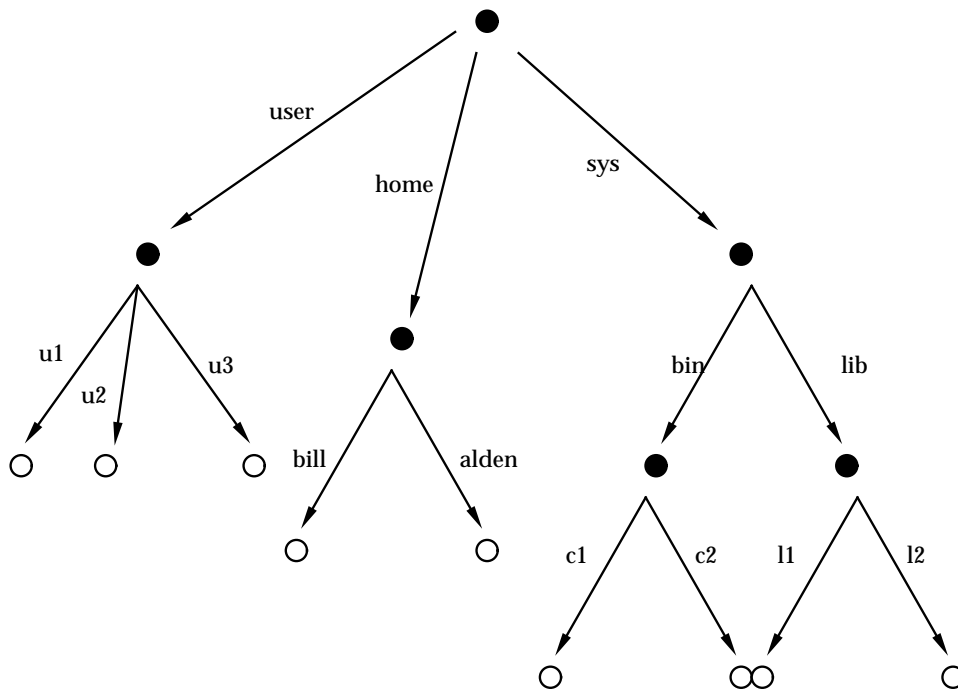 user
home
sys
u1
u2
u3
bin
lib
bill
alden
c1
c2
l1
l2